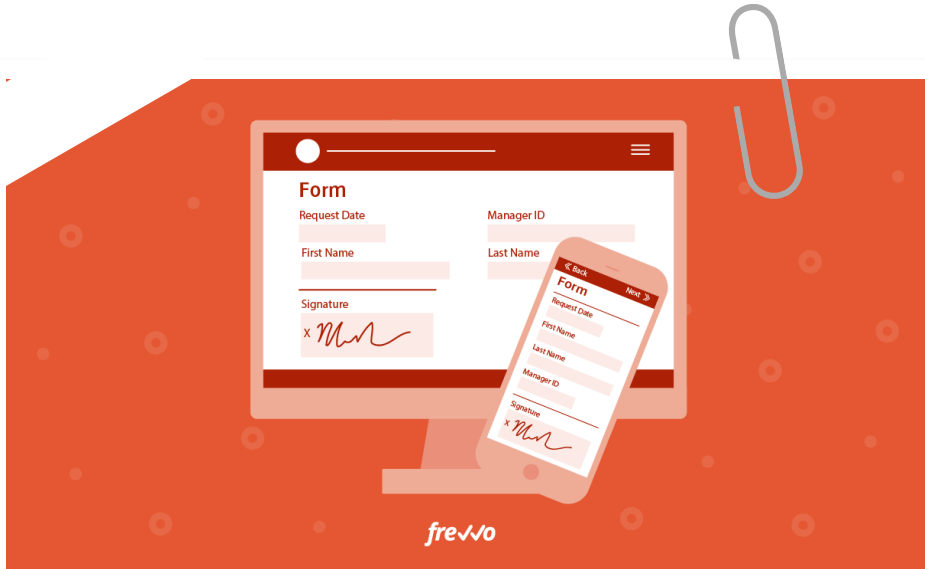 Form
Request Date
Manager ID
First Name
Last Name
Signature
x
Back
Next
Form
Request Date
First Name
Last Name
Manager ID
Signature
x
frevvo